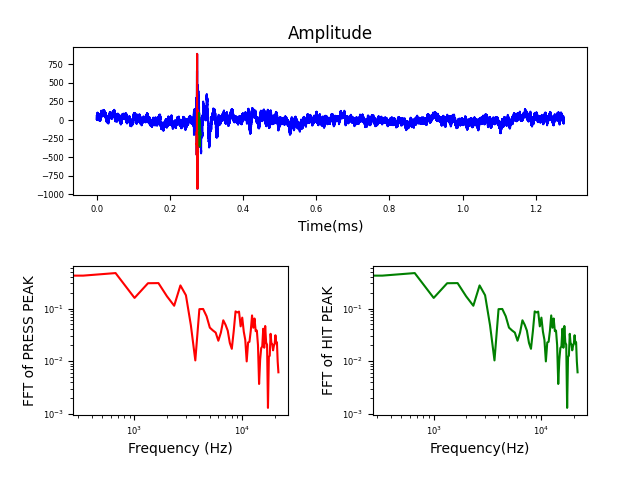 Amplitude
750
500
250
0
−250
−500
−750
−1000
0.0 0.2 0.4 0.6 0.8 1.0 1.2
Time(ms)
FFT of PRESS PEAK
10⁻¹
10⁻²
10⁻³
10³ 10⁴
Frequency (Hz)
FFT of HIT PEAK
10⁻¹
10⁻²
10⁻³
10³ 10⁴
Frequency(Hz)